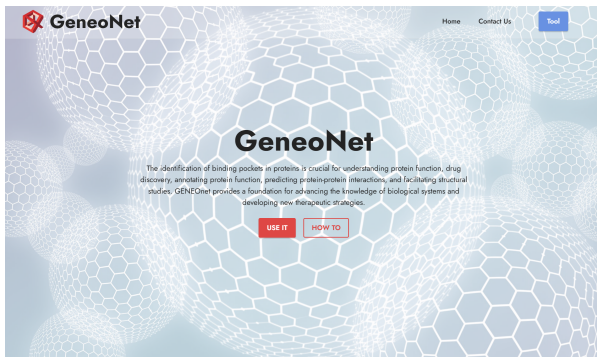 GeneoNet
Home Contact Us Tool
GeneoNet
The identification of binding pockets in proteins is crucial for understanding protein function, drug
discovery, annotating protein function, predicting protein-protein interactions, and facilitating structural
studies. GENEOnet provides a foundation for advancing the knowledge of biological systems and
developing new therapeutic strategies.
USE IT HOW TO